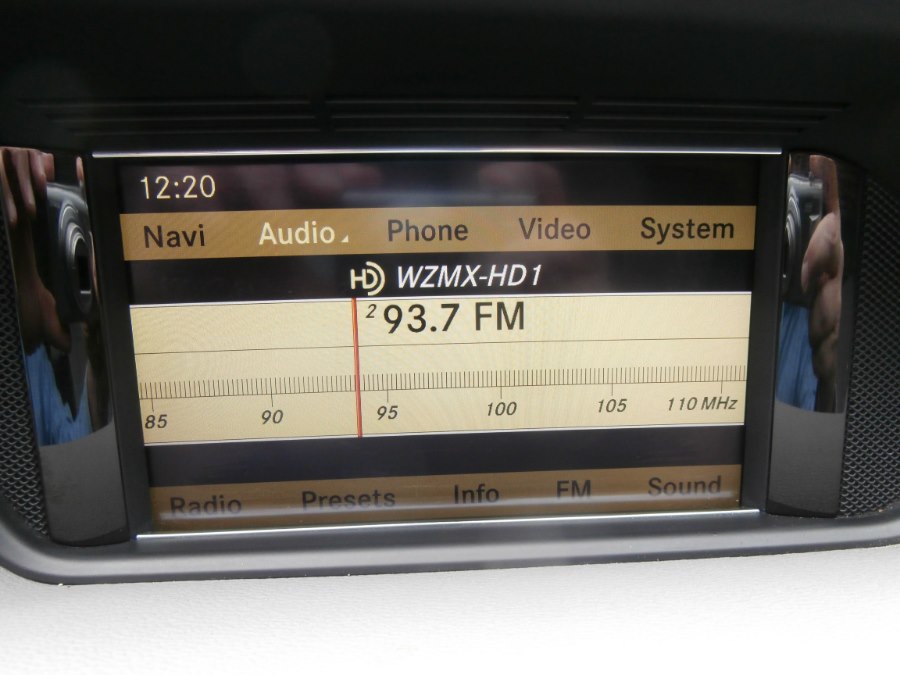 12:20
Navi Audio Phone Video System
HD WZMX-HD1
2 93.7 FM
85 90 95 100 105 110 MHz
Radio Presets Info FM Sound